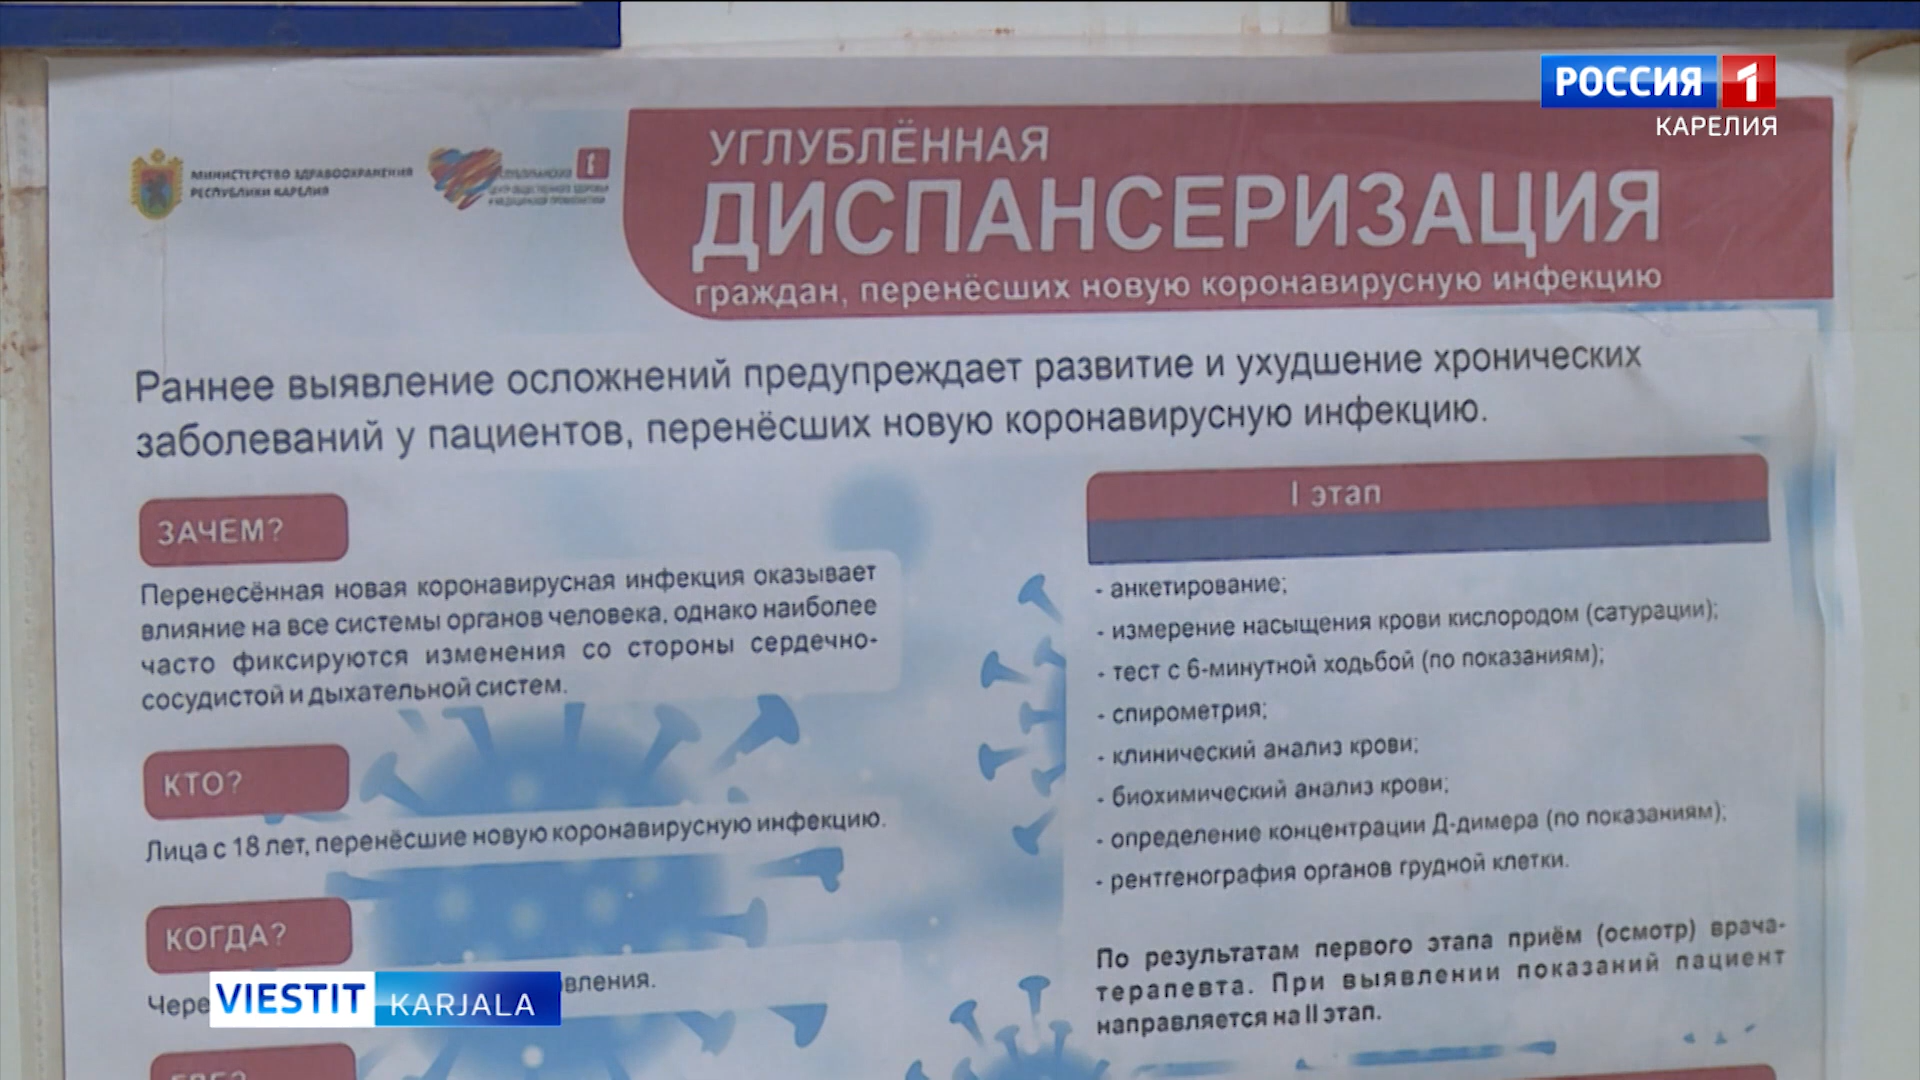 РОССИЯ 1
КАРЕЛИЯ
МИНИСТЕРСТВО ЗДРАВООХРАНЕНИЯ
РЕСПУБЛИКИ КАРЕЛИЯ
УГЛУБЛЁННАЯ
ДИСПАНСЕРИЗАЦИЯ
граждан, перенёсших новую коронавирусную инфекцию
Раннее выявление осложнений предупреждает развитие и ухудшение хронических
заболеваний у пациентов, перенёсших новую коронавирусную инфекцию.
ЗАЧЕМ?
Перенесённая новая коронавирусная инфекция оказывает
влияние на все системы органов человека, однако наиболее
часто фиксируются изменения со стороны сердечно-
сосудистой и дыхательной систем.
КТО?
Лица с 18 лет, перенёсшие новую коронавирусную инфекцию.
КОГДА?
Чере
вления.
I этап
- анкетирование;
- измерение насыщения крови кислородом (сатурации);
- тест с 6-минутной ходьбой (по показаниям);
- спирометрия;
- клинический анализ крови;
- биохимический анализ крови;
- определение концентрации Д-димера (по показаниям);
- рентгенография органов грудной клетки.
По результатам первого этапа приём (осмотр) врача-
терапевта. При выявлении показаний пациент
направляется на II этап.
VIESTIT KARJALA